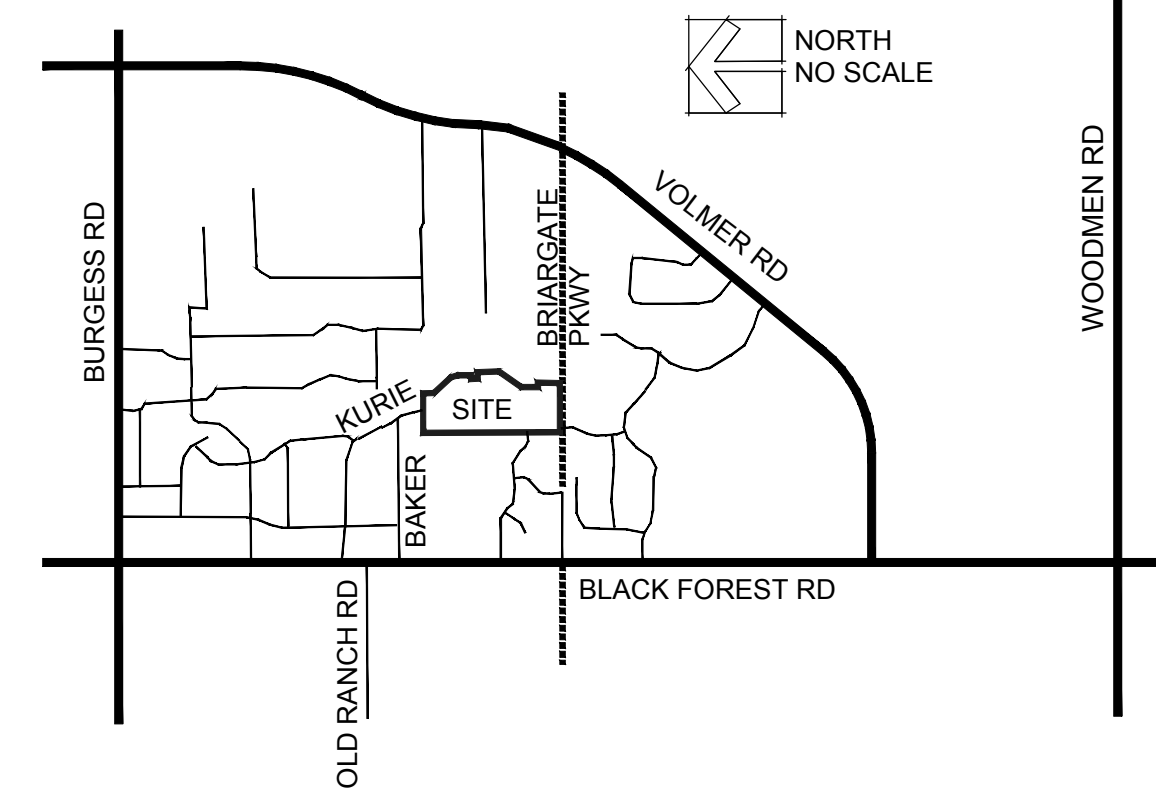 NORTH
NO SCALE
VOLMER RD
WOODMEN RD
BURGESS RD
BRIARGATE
PKWY
KURIE
SITE
BAKER
BLACK FOREST RD
OLD RANCH RD